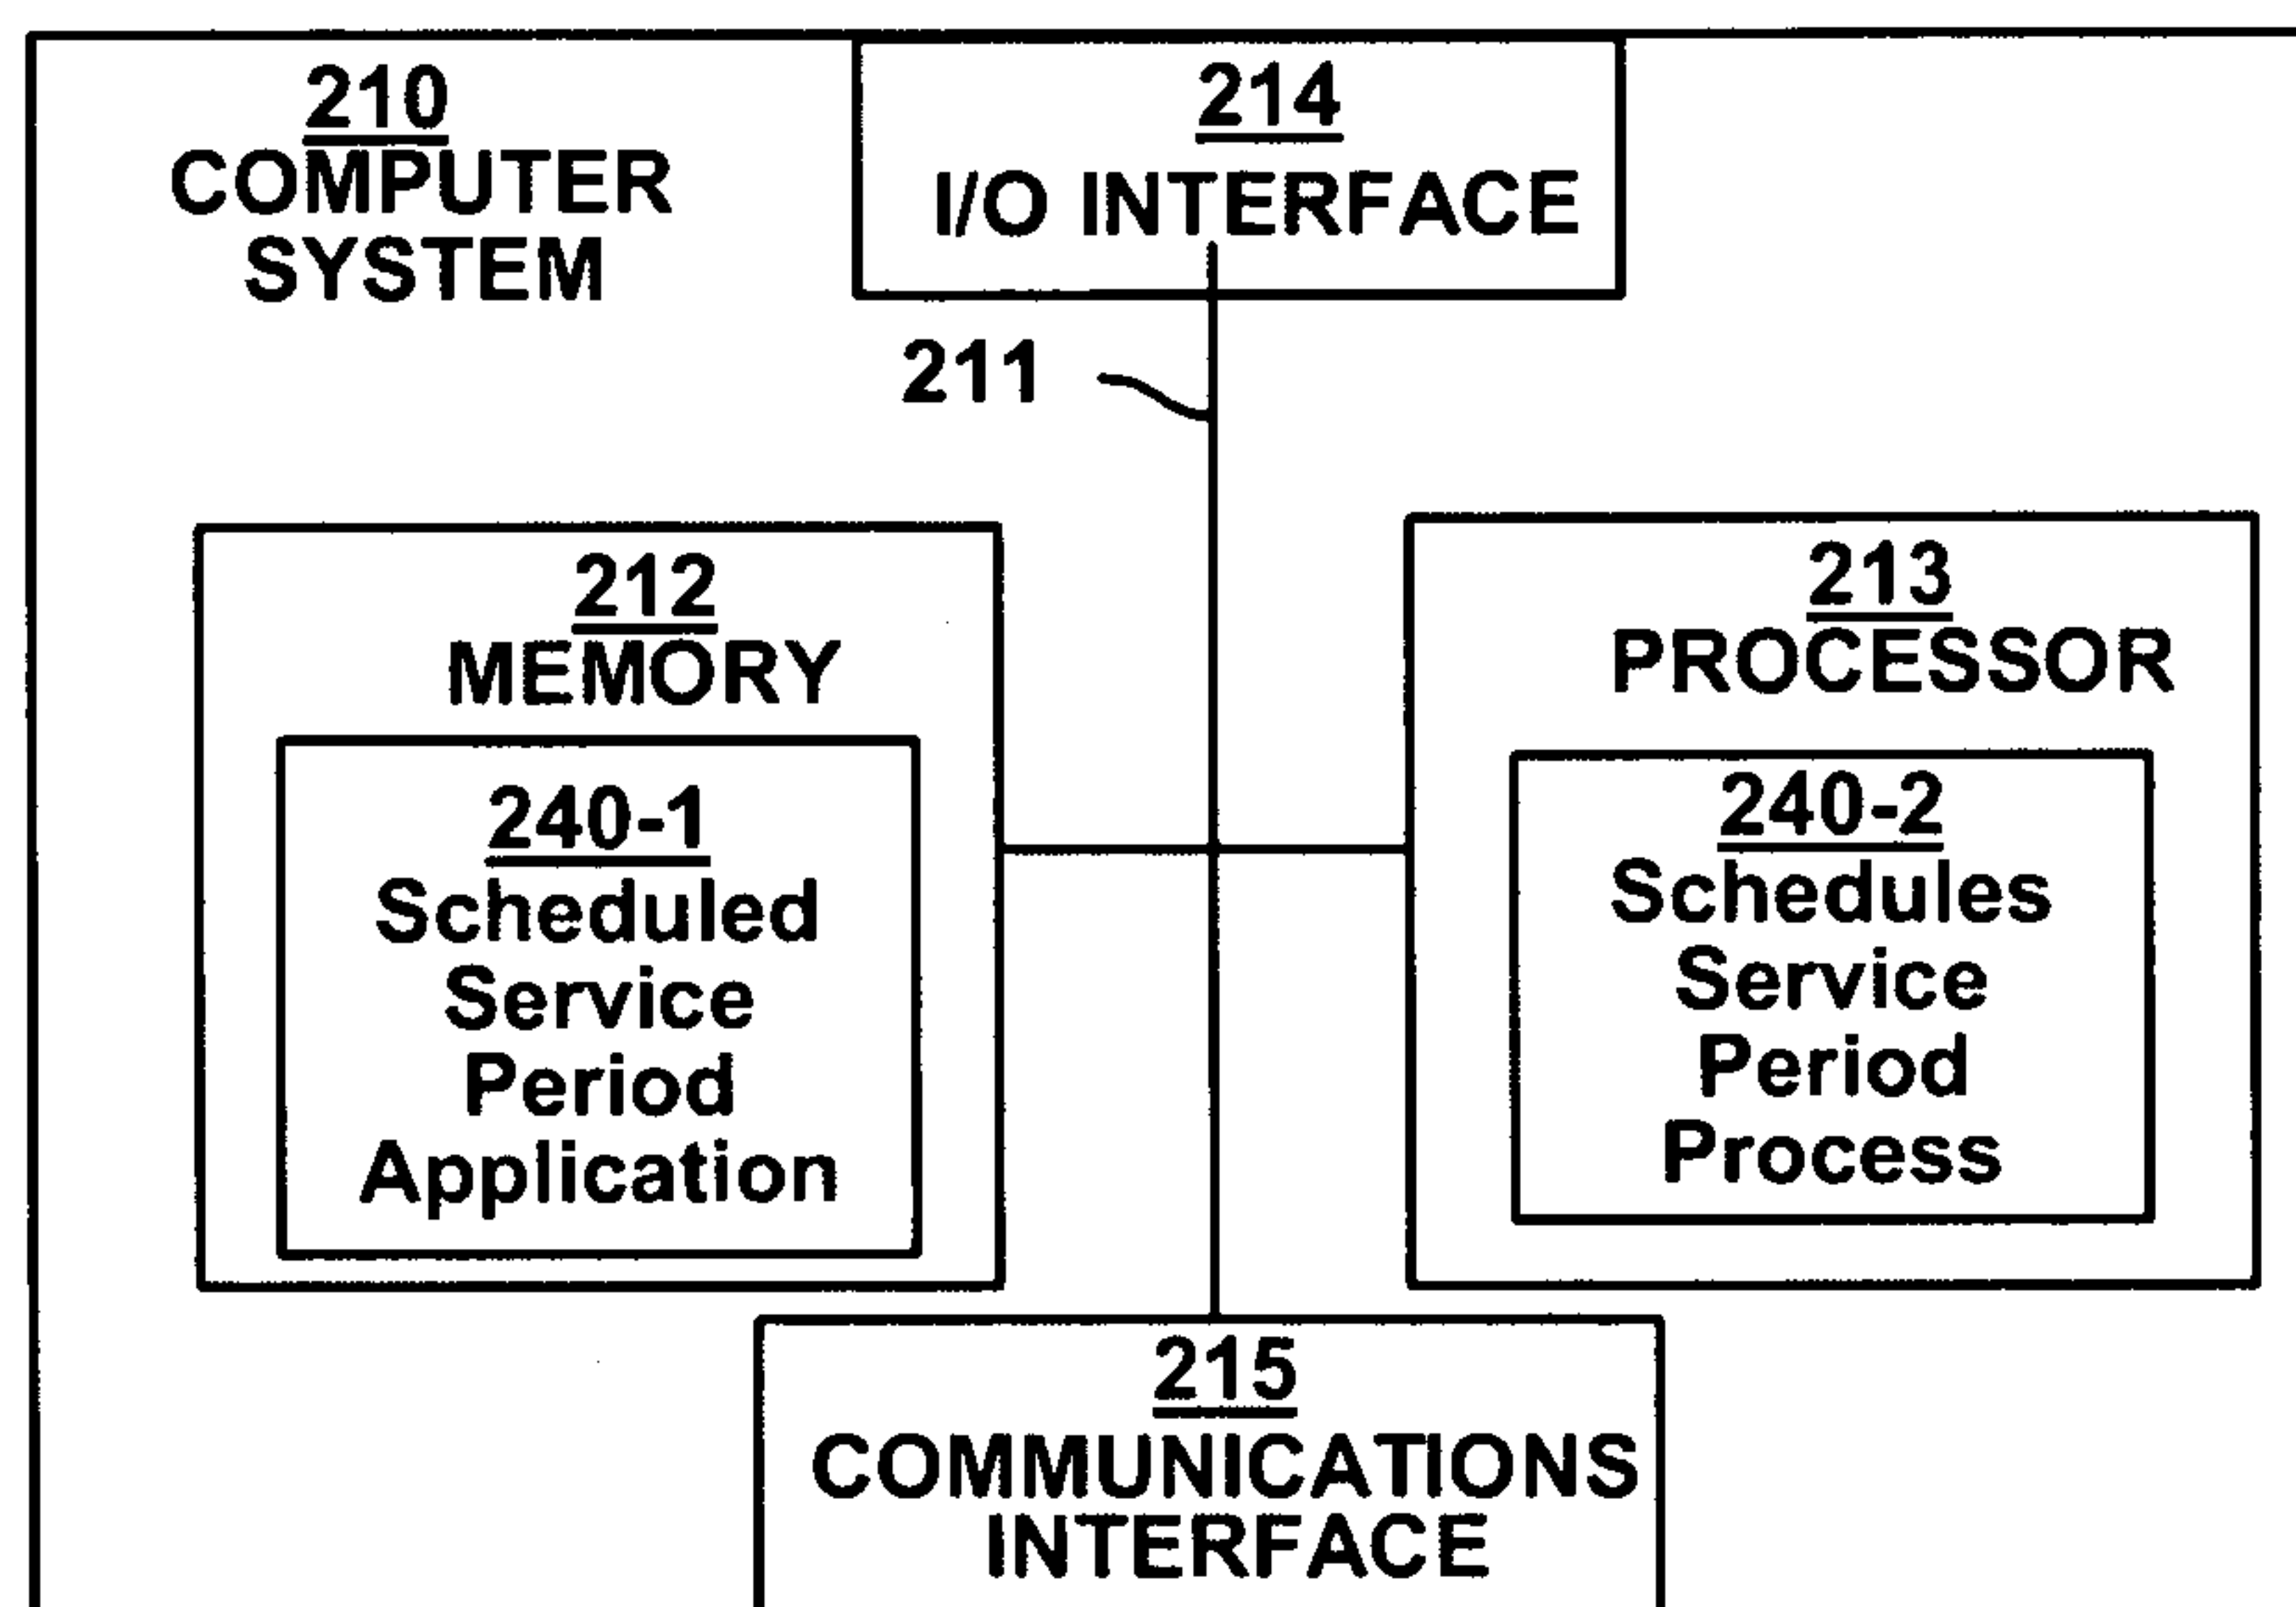 210
COMPUTER
SYSTEM
214
I/O INTERFACE
211
212
MEMORY
240-1
Scheduled
Service
Period
Application
213
PROCESSOR
240-2
Schedules
Service
Period
Process
215
COMMUNICATIONS
INTERFACE